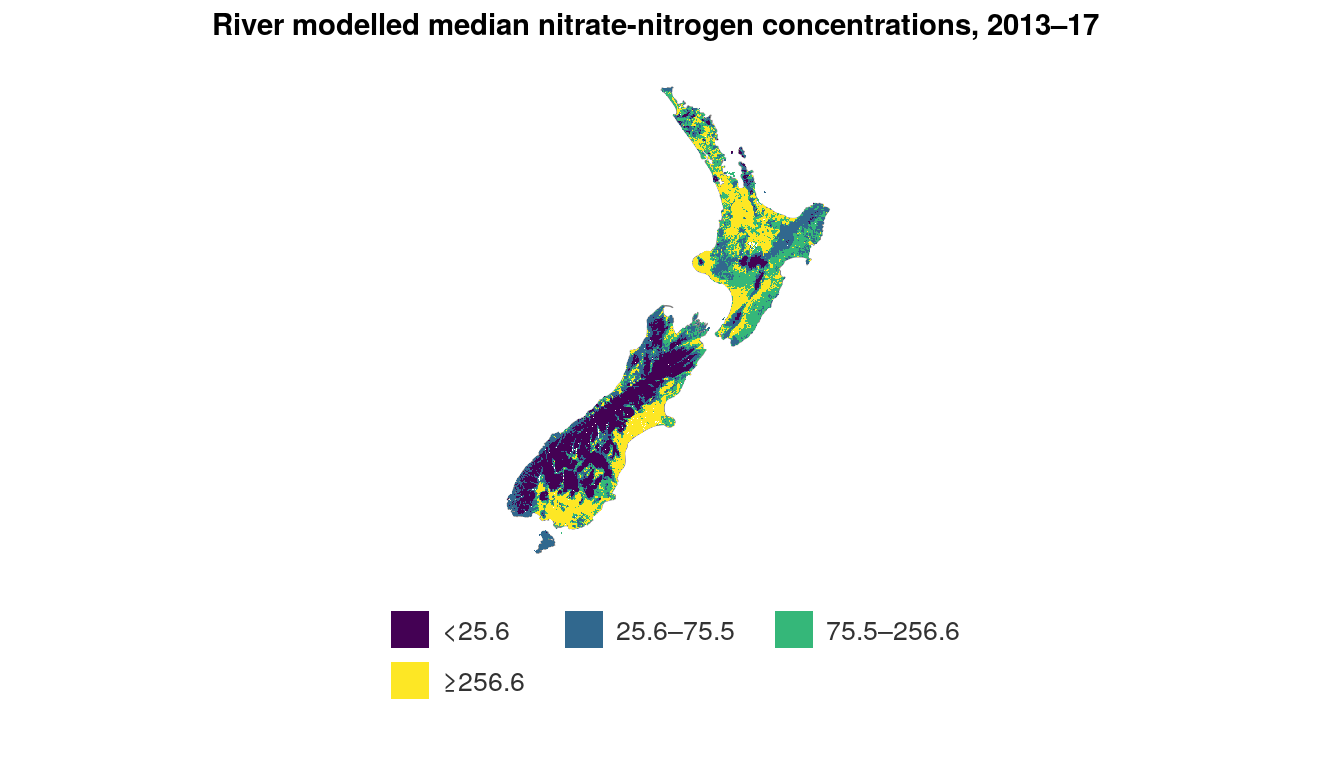 River modelled median nitrate-nitrogen concentrations, 2013–17
<25.6 25.6–75.5 75.5–256.6
≥256.6